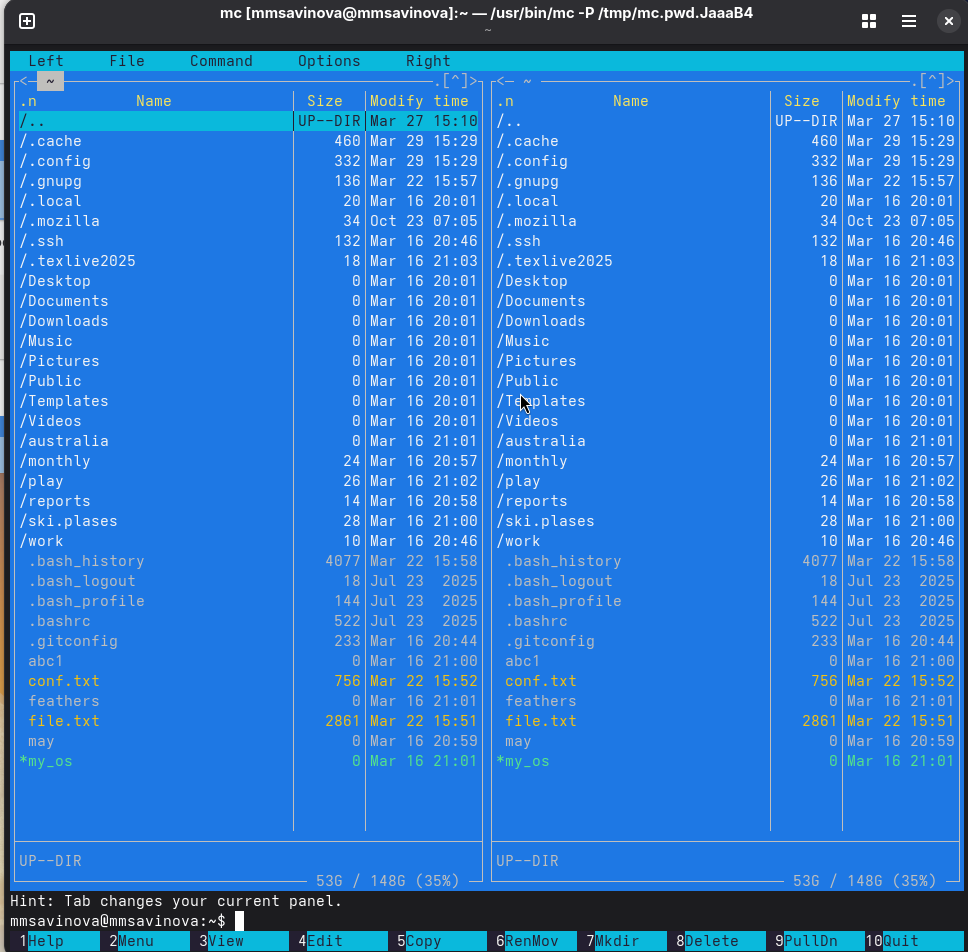 mc [mmsavinova@mmsavinova]:~ — /usr/bin/mc -P /tmp/mc.pwd.JaaaB4
~
Left File Command Options Right
<─ ~ .[^]> <─ ~ .[^]>
.n Name Size Modify time .n Name Size Modify time
/.. UP--DIR Mar 27 15:10 /.. UP--DIR Mar 27 15:10
/.cache 460 Mar 29 15:29 /.cache 460 Mar 29 15:29
/.config 332 Mar 29 15:29 /.config 332 Mar 29 15:29
/.gnupg 136 Mar 22 15:57 /.gnupg 136 Mar 22 15:57
/.local 20 Mar 16 20:01 /.local 20 Mar 16 20:01
/.mozilla 34 Oct 23 07:05 /.mozilla 34 Oct 23 07:05
/.ssh 132 Mar 16 20:46 /.ssh 132 Mar 16 20:46
/.texlive2025 18 Mar 16 21:03 /.texlive2025 18 Mar 16 21:03
/Desktop 0 Mar 16 20:01 /Desktop 0 Mar 16 20:01
/Documents 0 Mar 16 20:01 /Documents 0 Mar 16 20:01
/Downloads 0 Mar 16 20:01 /Downloads 0 Mar 16 20:01
/Music 0 Mar 16 20:01 /Music 0 Mar 16 20:01
/Pictures 0 Mar 16 20:01 /Pictures 0 Mar 16 20:01
/Public 0 Mar 16 20:01 /Public 0 Mar 16 20:01
/Templates 0 Mar 16 20:01 /Templates 0 Mar 16 20:01
/Videos 0 Mar 16 20:01 /Videos 0 Mar 16 20:01
/australia 0 Mar 16 21:01 /australia 0 Mar 16 21:01
/monthly 24 Mar 16 20:57 /monthly 24 Mar 16 20:57
/play 26 Mar 16 21:02 /play 26 Mar 16 21:02
/reports 14 Mar 16 20:58 /reports 14 Mar 16 20:58
/ski.plases 28 Mar 16 21:00 /ski.plases 28 Mar 16 21:00
/work 10 Mar 16 20:46 /work 10 Mar 16 20:46
.bash_history 4077 Mar 22 15:58 .bash_history 4077 Mar 22 15:58
.bash_logout 18 Jul 23 2025 .bash_logout 18 Jul 23 2025
.bash_profile 144 Jul 23 2025 .bash_profile 144 Jul 23 2025
.bashrc 522 Jul 23 2025 .bashrc 522 Jul 23 2025
.gitconfig 233 Mar 16 20:44 .gitconfig 233 Mar 16 20:44
abc1 0 Mar 16 21:00 abc1 0 Mar 16 21:00
conf.txt 756 Mar 22 15:52 conf.txt 756 Mar 22 15:52
feathers 0 Mar 16 21:01 feathers 0 Mar 16 21:01
file.txt 2861 Mar 22 15:51 file.txt 2861 Mar 22 15:51
may 0 Mar 16 20:59 may 0 Mar 16 20:59
*my_os 0 Mar 16 21:01 *my_os 0 Mar 16 21:01
UP--DIR UP--DIR
53G / 148G (35%) 53G / 148G (35%)
Hint: Tab changes your current panel.
mmsavinova@mmsavinova:~$
1Help 2Menu 3View 4Edit 5Copy 6RenMov 7Mkdir 8Delete 9PullDn 10Quit